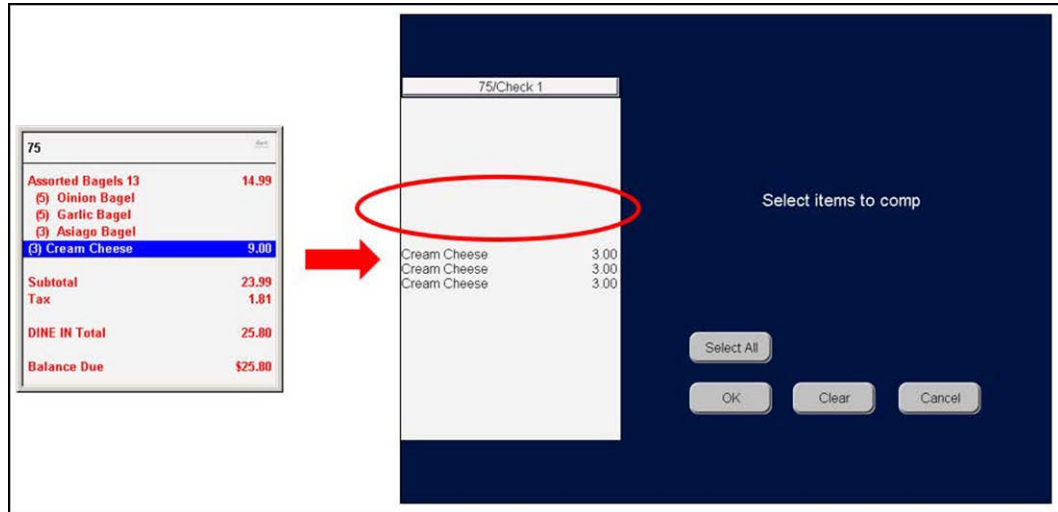 75
Assorted Bagels 13 14.99
(5) Oinion Bagel
(5) Garlic Bagel
(3) Asiago Bagel
(3) Cream Cheese 9.00
Subtotal 23.99
Tax 1.81
DINE IN Total 25.80
Balance Due $25.80
75/Check 1
Cream Cheese 3.00
Cream Cheese 3.00
Cream Cheese 3.00
Select items to comp
Select All
OK Clear Cancel